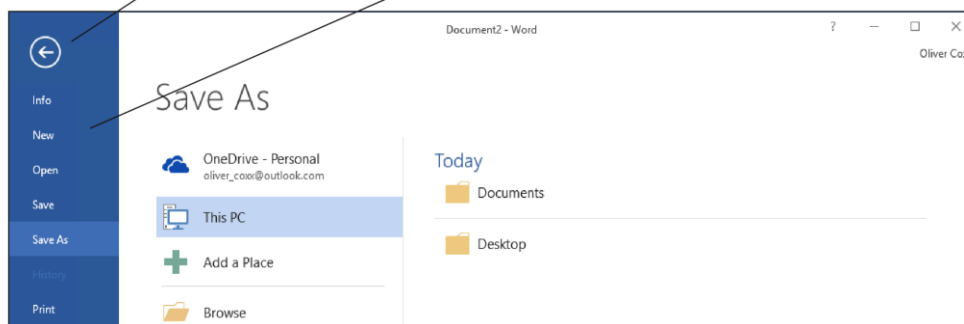 Document2 - Word
?
Oliver Co
Info
New
Open
Save
Save As
History
Print
Save As
OneDrive - Personal
oliver_coxx@outlook.com
This PC
Add a Place
Browse
Today
Documents
Desktop